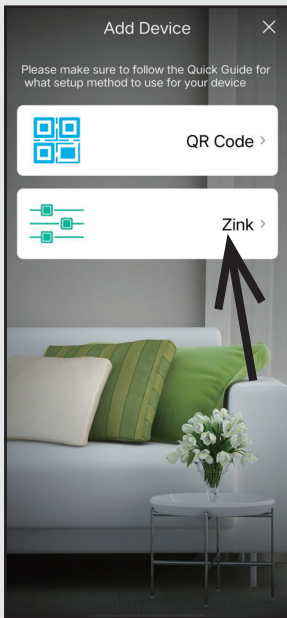 Add Device
Please make sure to follow the Quick Guide for
what setup method to use for your device
QR Code
Zink